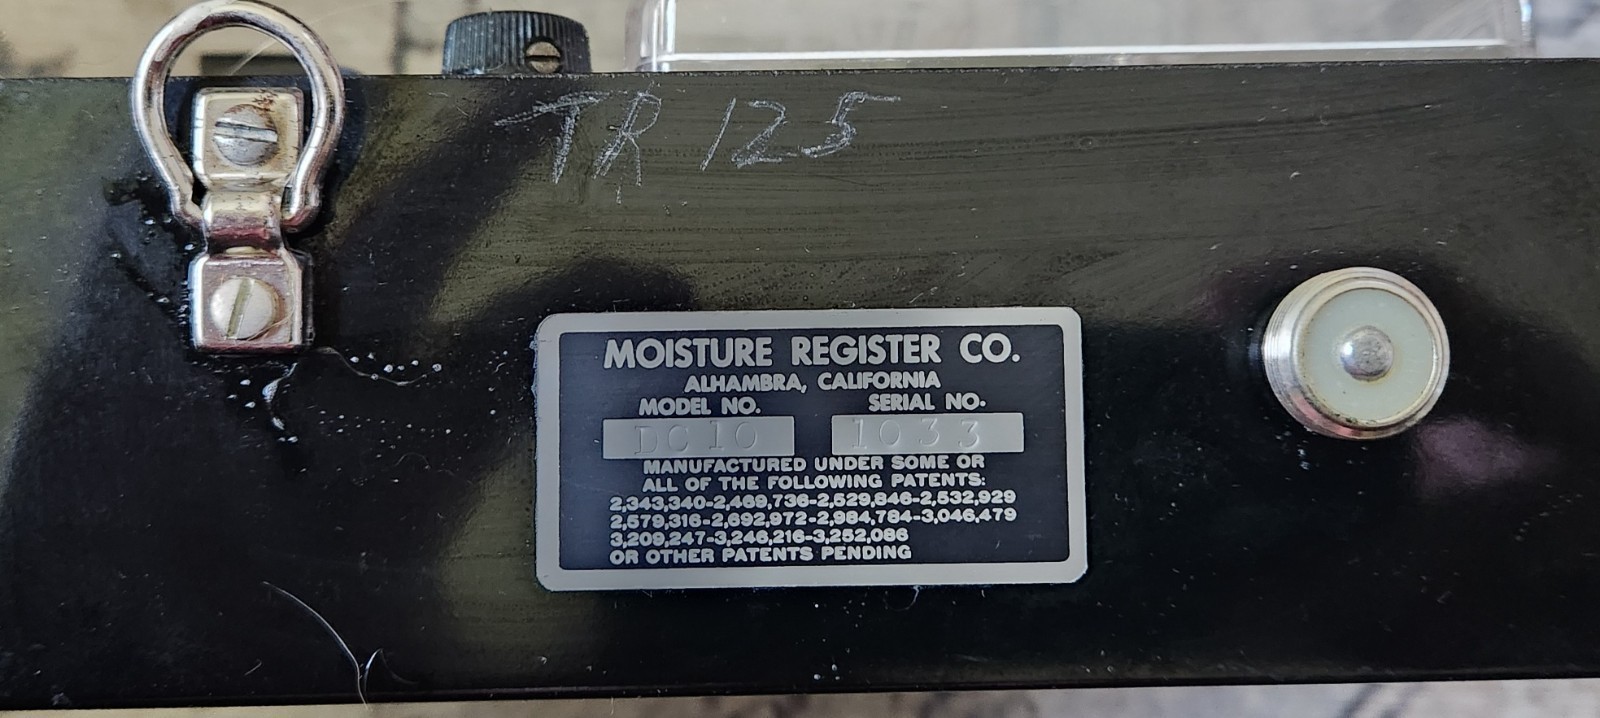 TR 125
MOISTURE REGISTER CO.
ALHAMBRA, CALIFORNIA
MODEL NO. SERIAL NO.
DC10 1033
MANUFACTURED UNDER SOME OR
ALL OF THE FOLLOWING PATENTS:
2,343,340-2,469,736-2,529,846-2,532,929
2,579,316-2,692,972-2,984,784-3,046,479
3,209,247-3,246,216-3,252,086
OR OTHER PATENTS PENDING